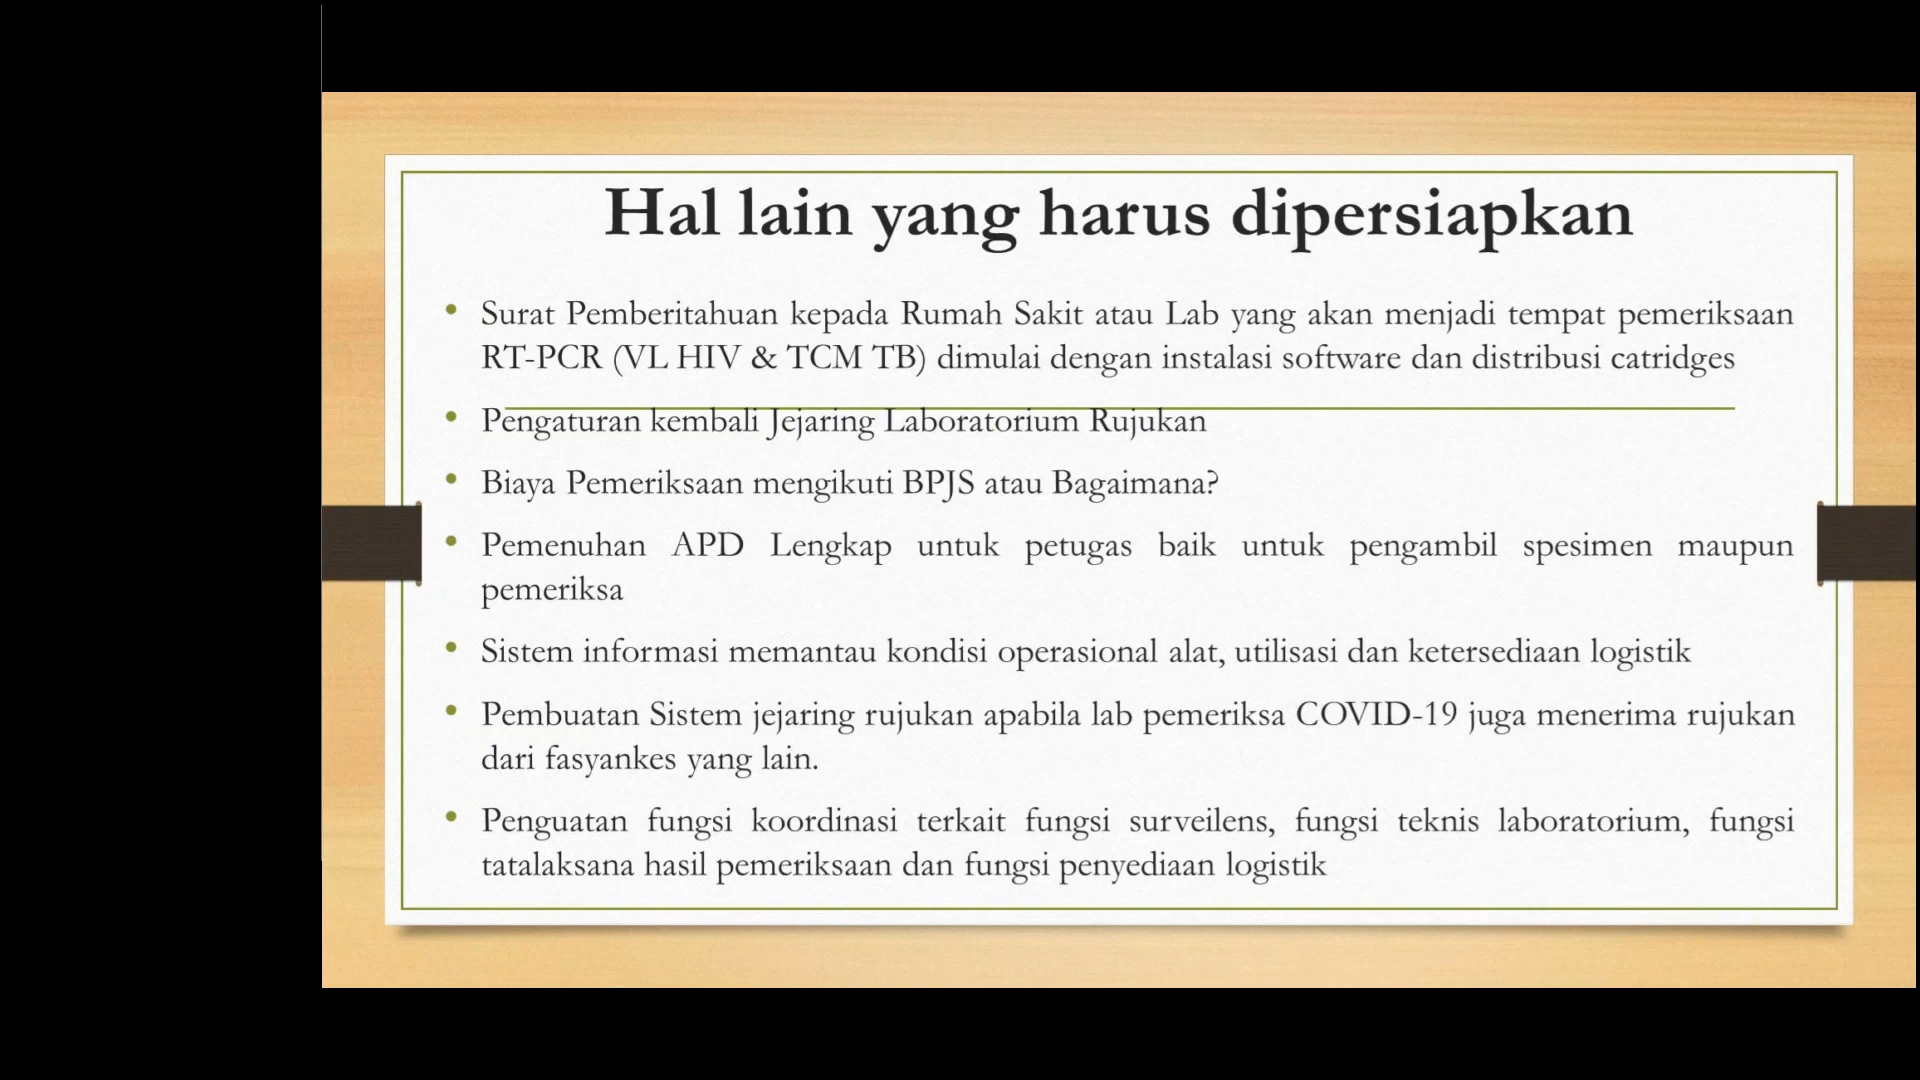 Hal lain yang harus dipersiapkan
• Surat Pemberitahuan kepada Rumah Sakit atau Lab yang akan menjadi tempat pemeriksaan
RT-PCR (VL HIV & TCM TB) dimulai dengan instalasi software dan distribusi catridges
• Pengaturan kembali Jejaring Laboratorium Rujukan
• Biaya Pemeriksaan mengikuti BPJS atau Bagaimana?
• Pemenuhan APD Lengkap untuk petugas baik untuk pengambil spesimen maupun
pemeriksa
• Sistem informasi memantau kondisi operasional alat, utilisasi dan ketersediaan logistik
• Pembuatan Sistem jejaring rujukan apabila lab pemeriksa COVID-19 juga menerima rujukan
dari fasyankes yang lain.
• Penguatan fungsi koordinasi terkait fungsi surveilens, fungsi teknis laboratorium, fungsi
tatalaksana hasil pemeriksaan dan fungsi penyediaan logistik